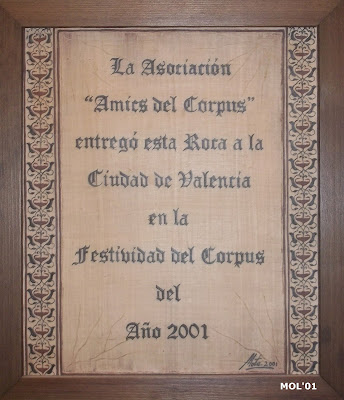 La Asociación
“Amics del Corpus”
entregó esta Roca a la
Ciudad de Valencia
en la
Festividad del Corpus
del
Año 2001
MOL'01